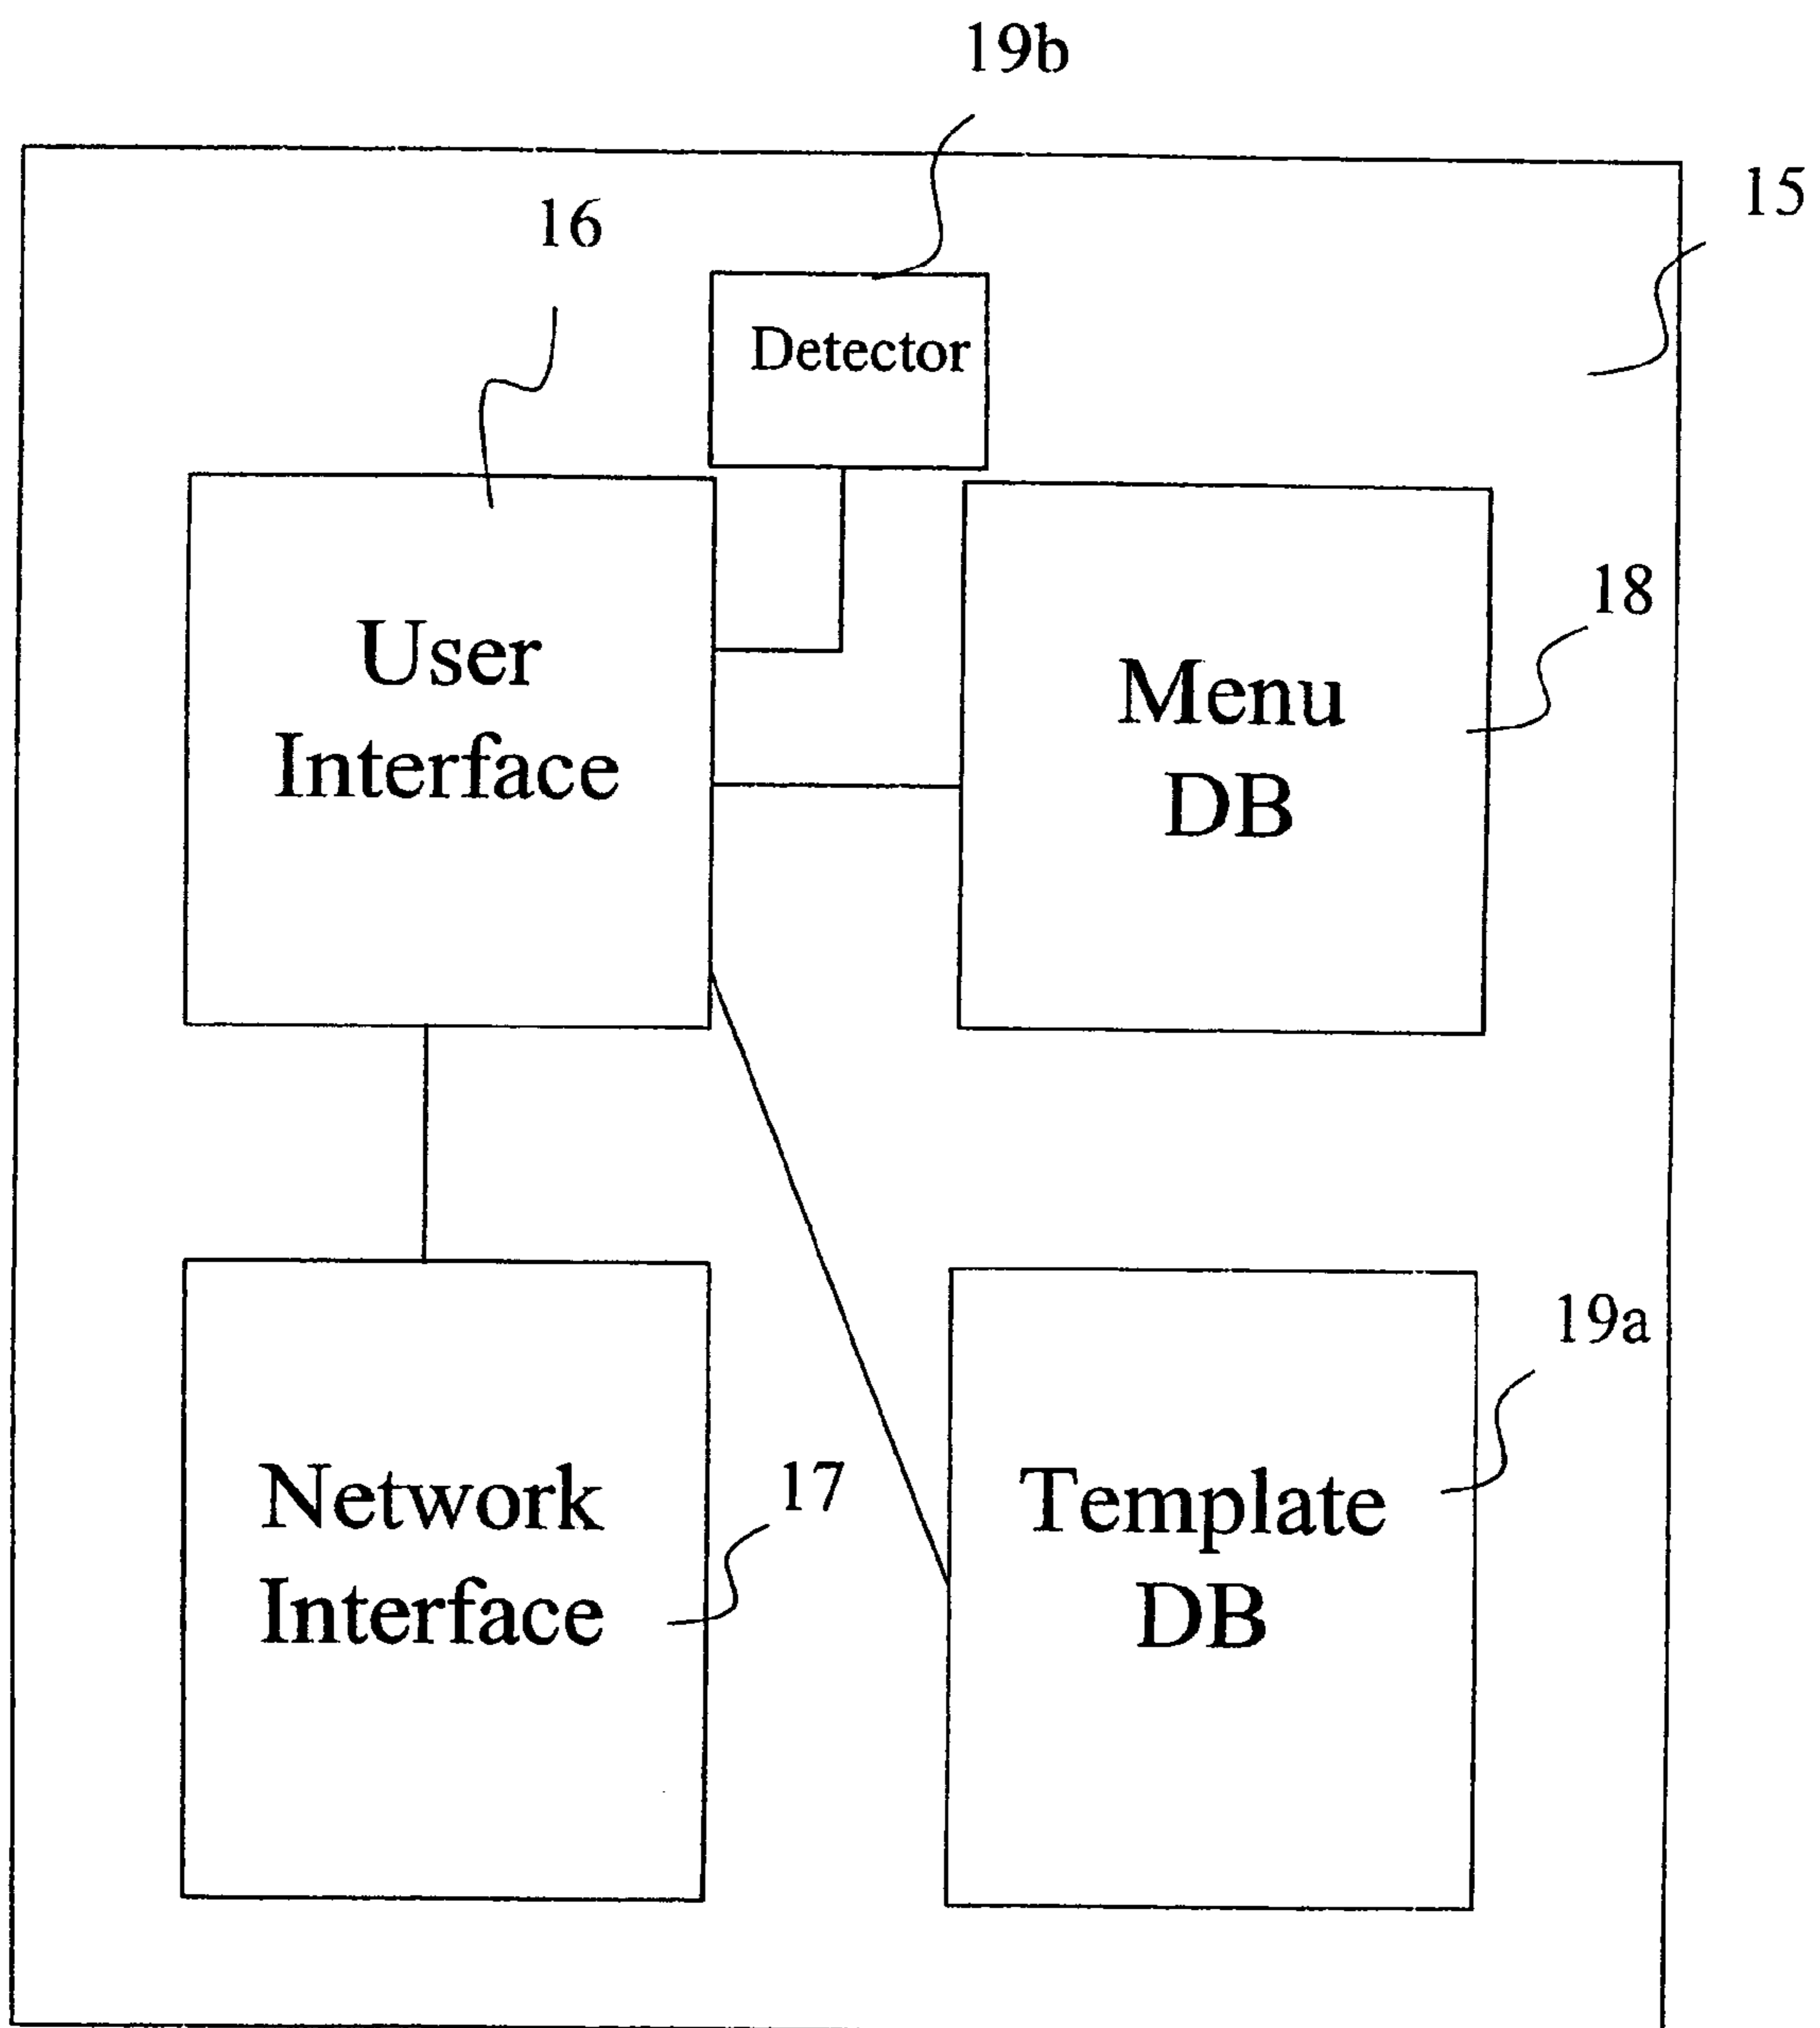 19b
15
16
Detector
User
Interface
18
Menu
DB
19a
Network
Interface
17
Template
DB